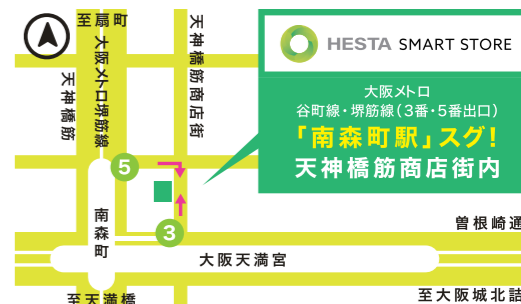 至扇町
大阪メトロ堺筋線
天神橋筋
天神橋筋商店街
HESTA SMART STORE
大阪メトロ
谷町線・堺筋線(3番・5番出口)
「南森町駅」スグ!
天神橋筋商店街内
5
3
南森町
曽根崎通
大阪天満宮
至天満橋
至大阪城北詰